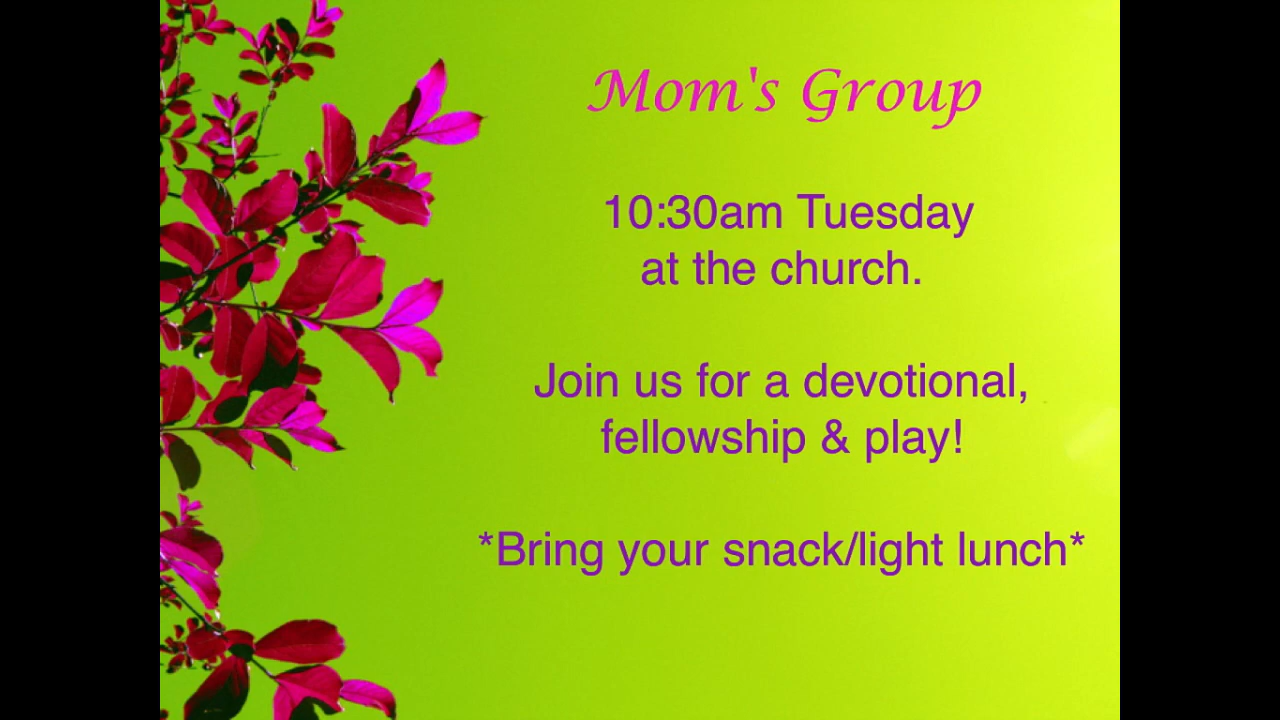 Mom's Group
10:30am Tuesday
at the church.
Join us for a devotional,
fellowship & play!
*Bring your snack/light lunch*